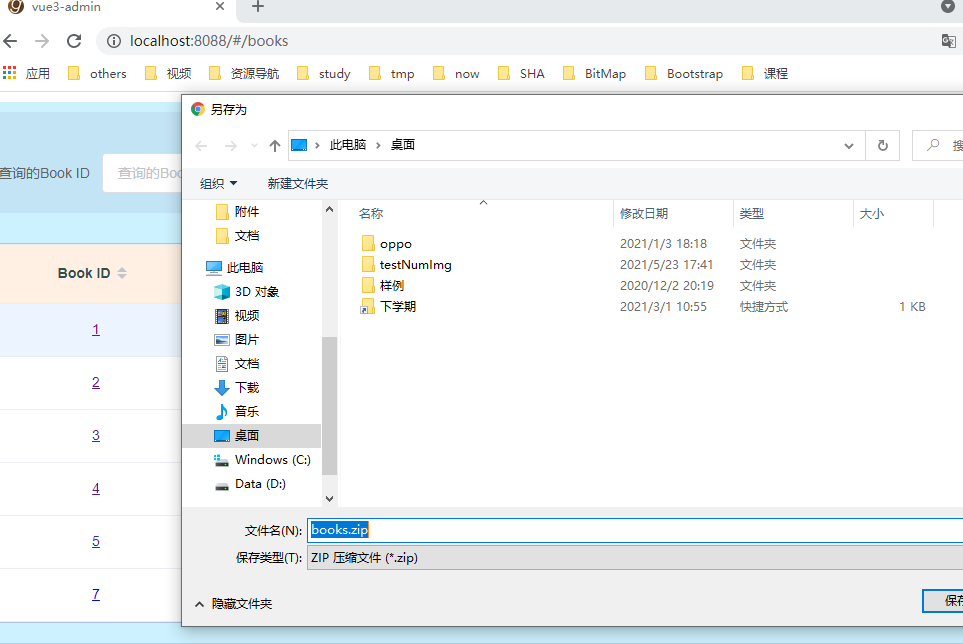 vue3-admin
localhost:8088/#/books
应用 others 视频 资源导航 study tmp now SHA BitMap Bootstrap 课程
另存为
此电脑 › 桌面
查询的Book ID 查询的Boo
组织 新建文件夹
附件
文档
此电脑
3D 对象
视频
图片
文档
下载
音乐
桌面
Windows (C:)
Data (D:)
名称 修改日期 类型 大小
oppo 2021/1/3 18:18 文件夹
testNumImg 2021/5/23 17:41 文件夹
样例 2020/12/2 20:19 文件夹
下学期 2021/3/1 10:55 快捷方式 1 KB
Book ID
1
2
3
4
5
7
文件名(N): books.zip
保存类型(T): ZIP 压缩文件 (*.zip)
隐藏文件夹